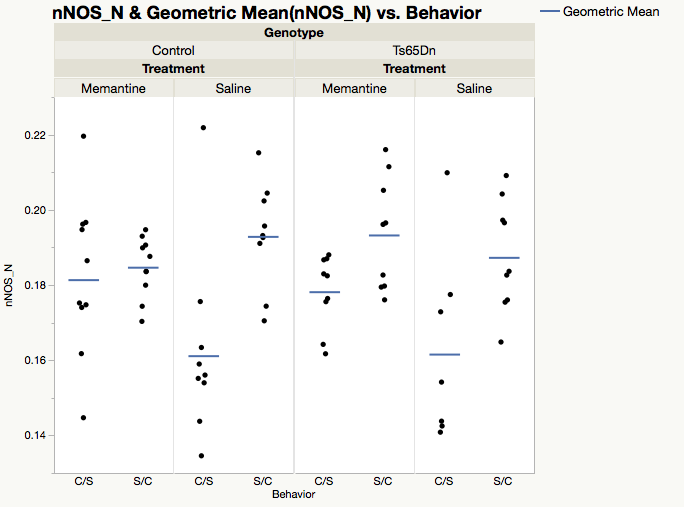 nNOS_N & Geometric Mean(nNOS_N) vs. Behavior
Geometric Mean
Genotype
Control Ts65Dn
Treatment Treatment
Memantine Saline Memantine Saline
nNOS_N
0.22
0.20
0.18
0.16
0.14
C/S S/C C/S S/C C/S S/C C/S S/C
Behavior